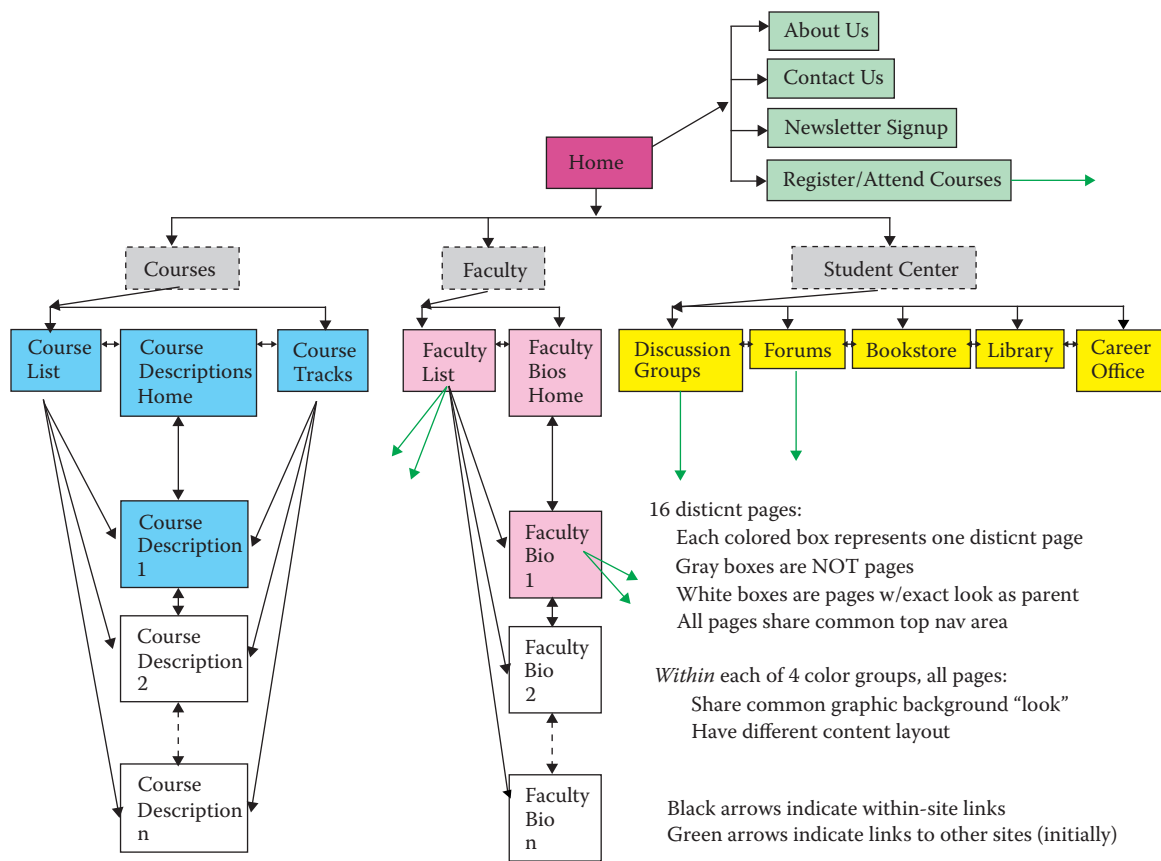 About Us
Contact Us
Newsletter Signup
Home
Register/Attend Courses
Courses
Faculty
Student Center
Course
List
Course
Descriptions
Home
Course
Tracks
Faculty
List
Faculty
Bios
Home
Discussion
Groups
Forums
Bookstore
Library
Career
Office
Course
Description
1
Faculty
Bio
1
Course
Description
2
Faculty
Bio
2
Course
Description
n
Faculty
Bio
n
16 disticnt pages:
Each colored box represents one disticnt page
Gray boxes are NOT pages
White boxes are pages w/exact look as parent
All pages share common top nav area
Within each of 4 color groups, all pages:
Share common graphic background “look”
Have different content layout
Black arrows indicate within-site links
Green arrows indicate links to other sites (initially)